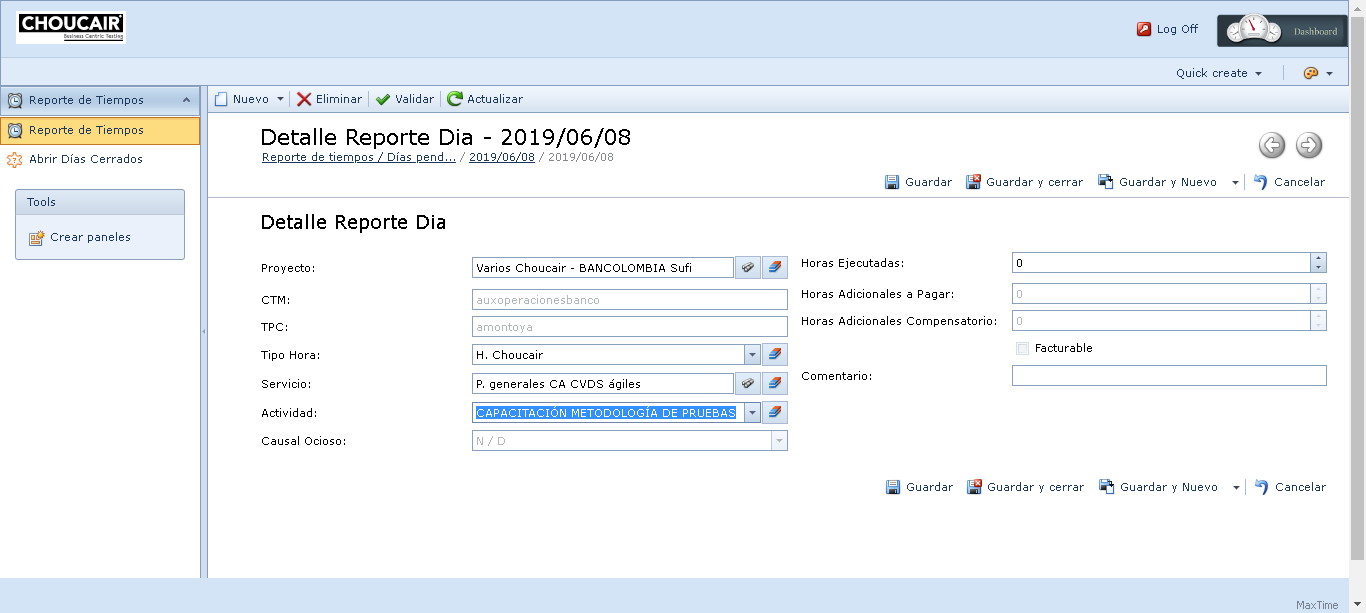 CHOUCAIR
Business Centric Testing
Log Off
Dashboard
Quick create
Reporte de Tiempos
Reporte de Tiempos
Abrir Días Cerrados
Tools
Crear paneles
Nuevo Eliminar Validar Actualizar
Detalle Reporte Dia - 2019/06/08
Reporte de tiempos / Días pend... / 2019/06/08 / 2019/06/08
Guardar Guardar y cerrar Guardar y Nuevo Cancelar
Detalle Reporte Dia
Proyecto: Varios Choucair - BANCOLOMBIA Sufi
CTM: auxoperacionesbanco
TPC: amontoya
Tipo Hora: H. Choucair
Servicio: P. generales CA CVDS ágiles
Actividad: CAPACITACIÓN METODOLOGÍA DE PRUEBAS
Causal Ocioso: N / D
Horas Ejecutadas: 0
Horas Adicionales a Pagar: 0
Horas Adicionales Compensatorio: 0
Facturable
Comentario:
Guardar Guardar y cerrar Guardar y Nuevo Cancelar
MaxTime